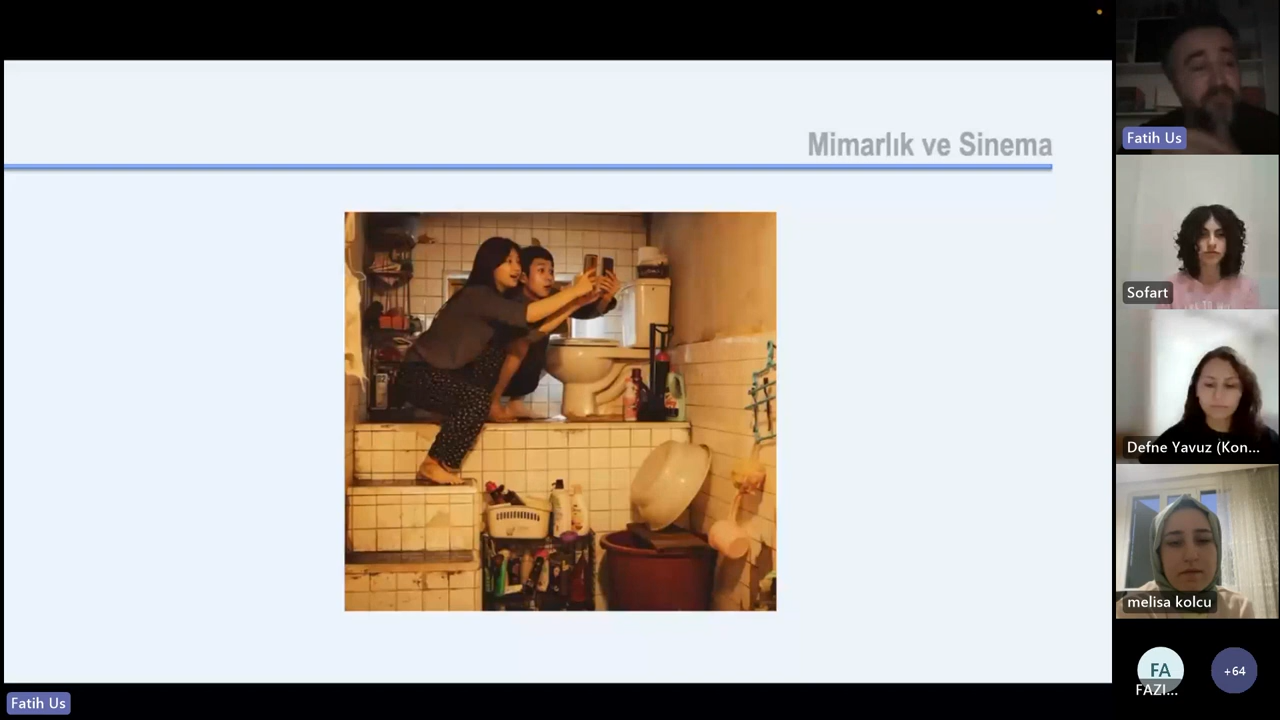 Mimarlık ve Sinema
Fatih Us
Sofart
Defne Yavuz (Kon...
melisa kolcu
FA
FAZI...
+64
Fatih Us